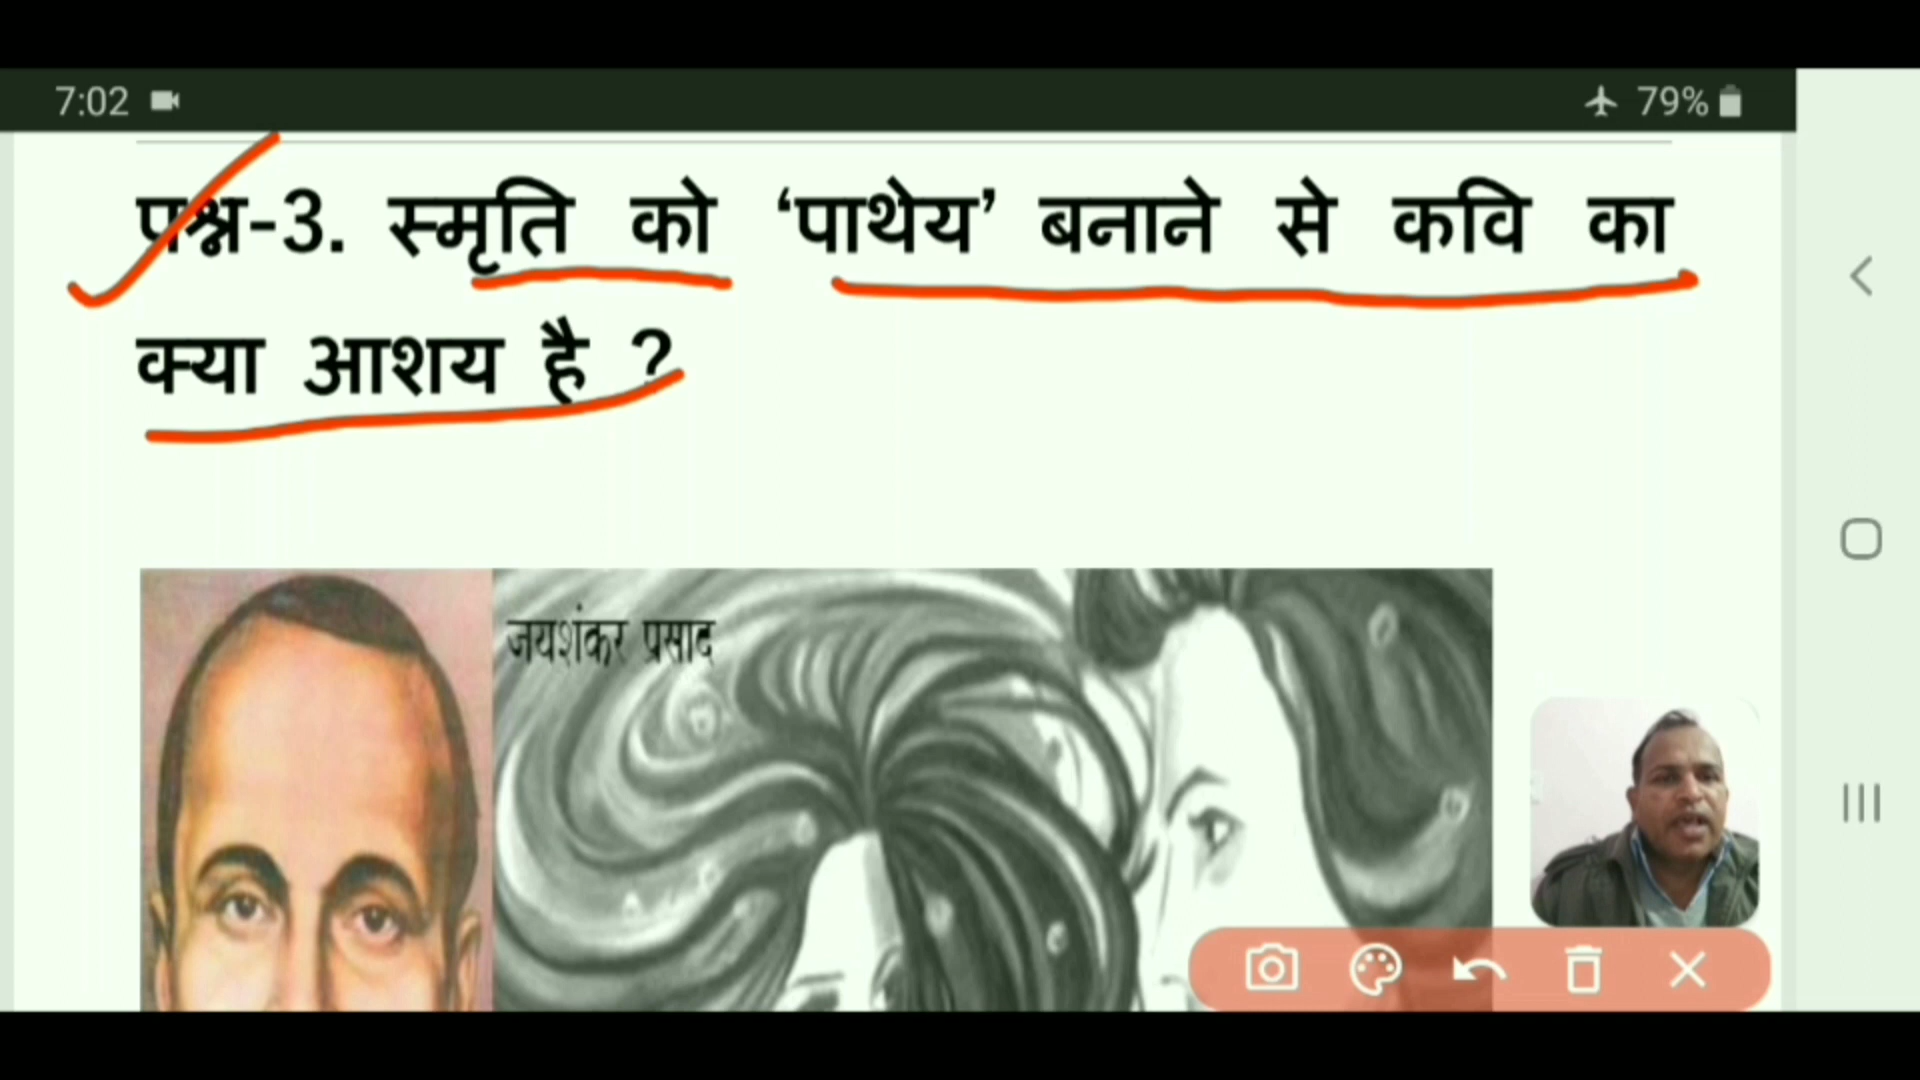 7:02
79%
प्रश्न-3. स्मृति को ‘पाथेय’ बनाने से कवि का
क्या आशय है ?
जयशंकर प्रसाद